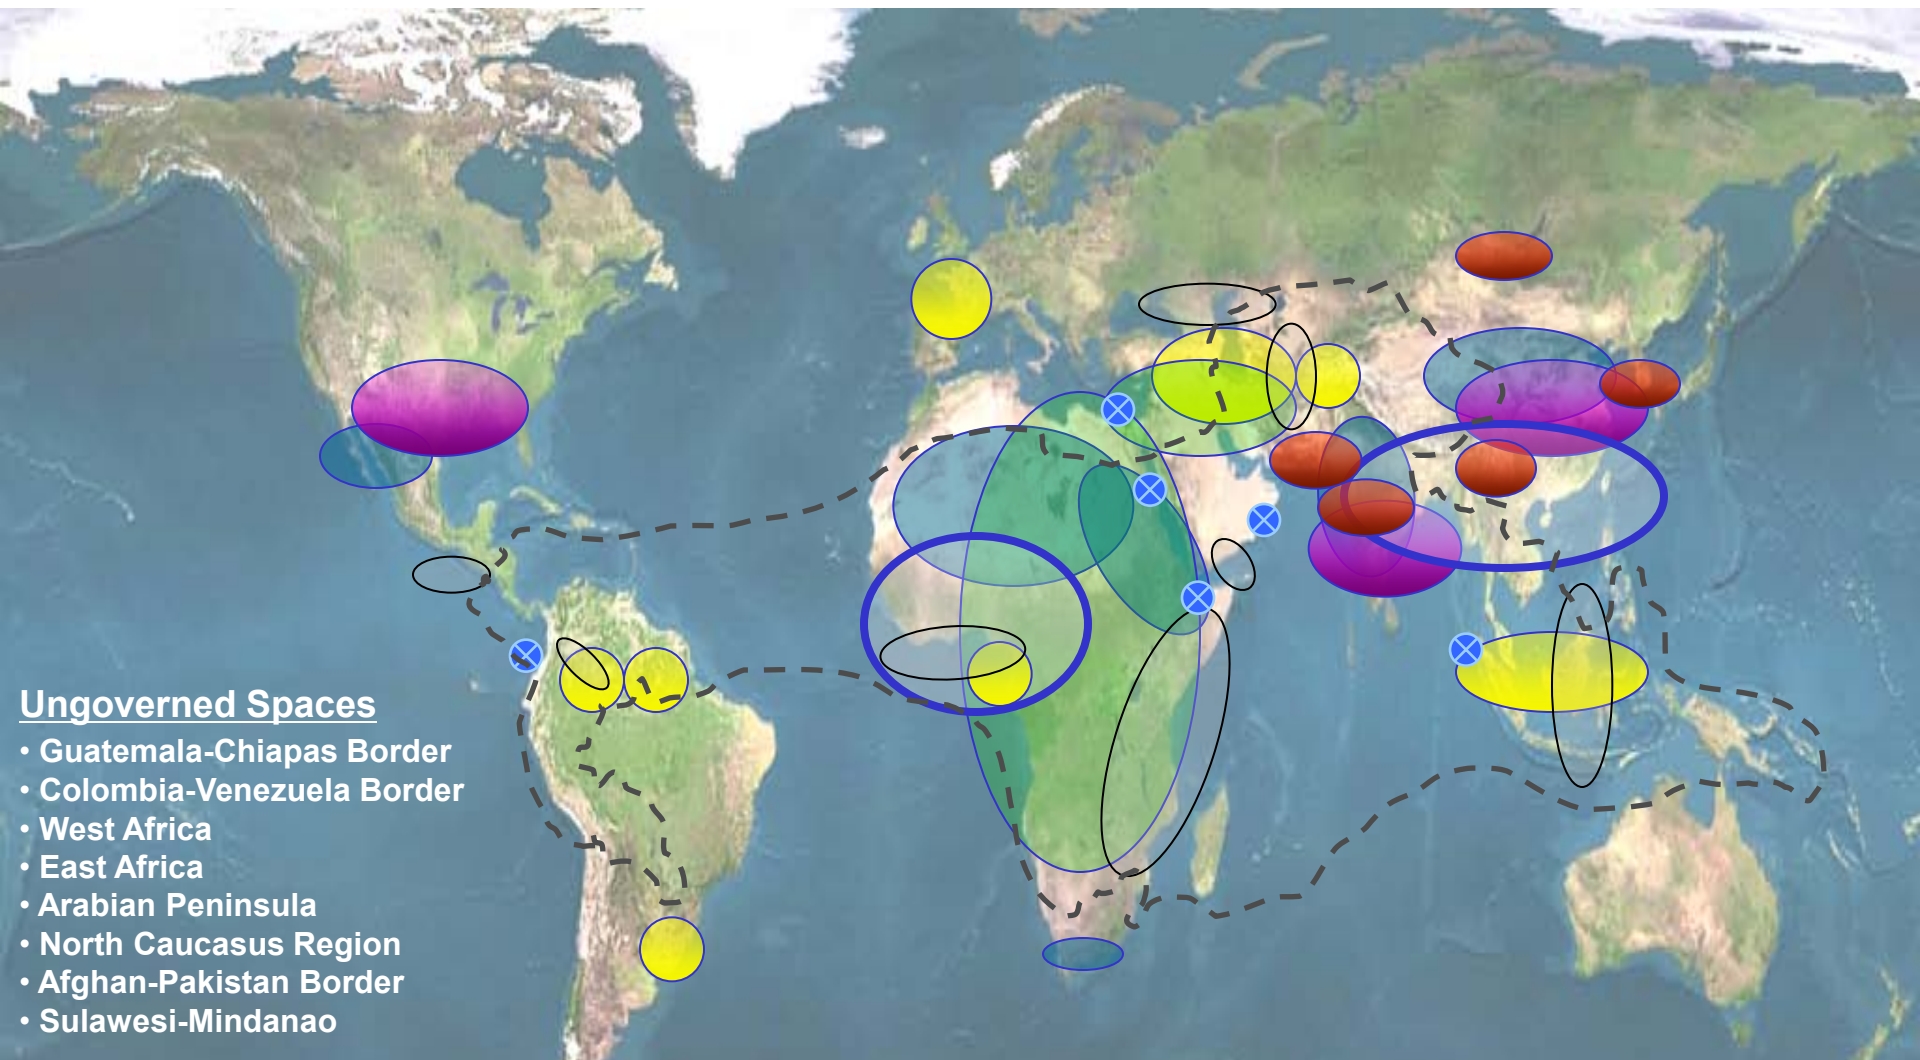 Ungoverned Spaces
• Guatemala-Chiapas Border
• Colombia-Venezuela Border
• West Africa
• East Africa
• Arabian Peninsula
• North Caucasus Region
• Afghan-Pakistan Border
• Sulawesi-Mindanao